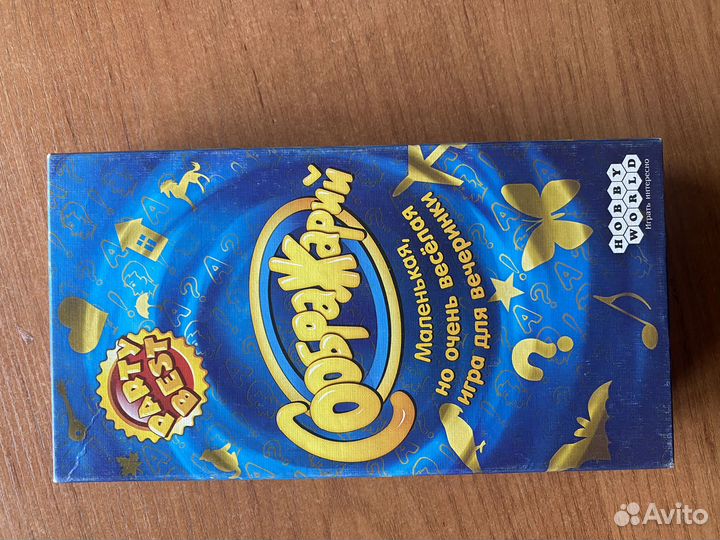 PARTY
BEST
СоображАрий
Маленькая,
но очень весёлая
игра для вечеринки
HOBBY
WORLD
Играть интересно
Avito